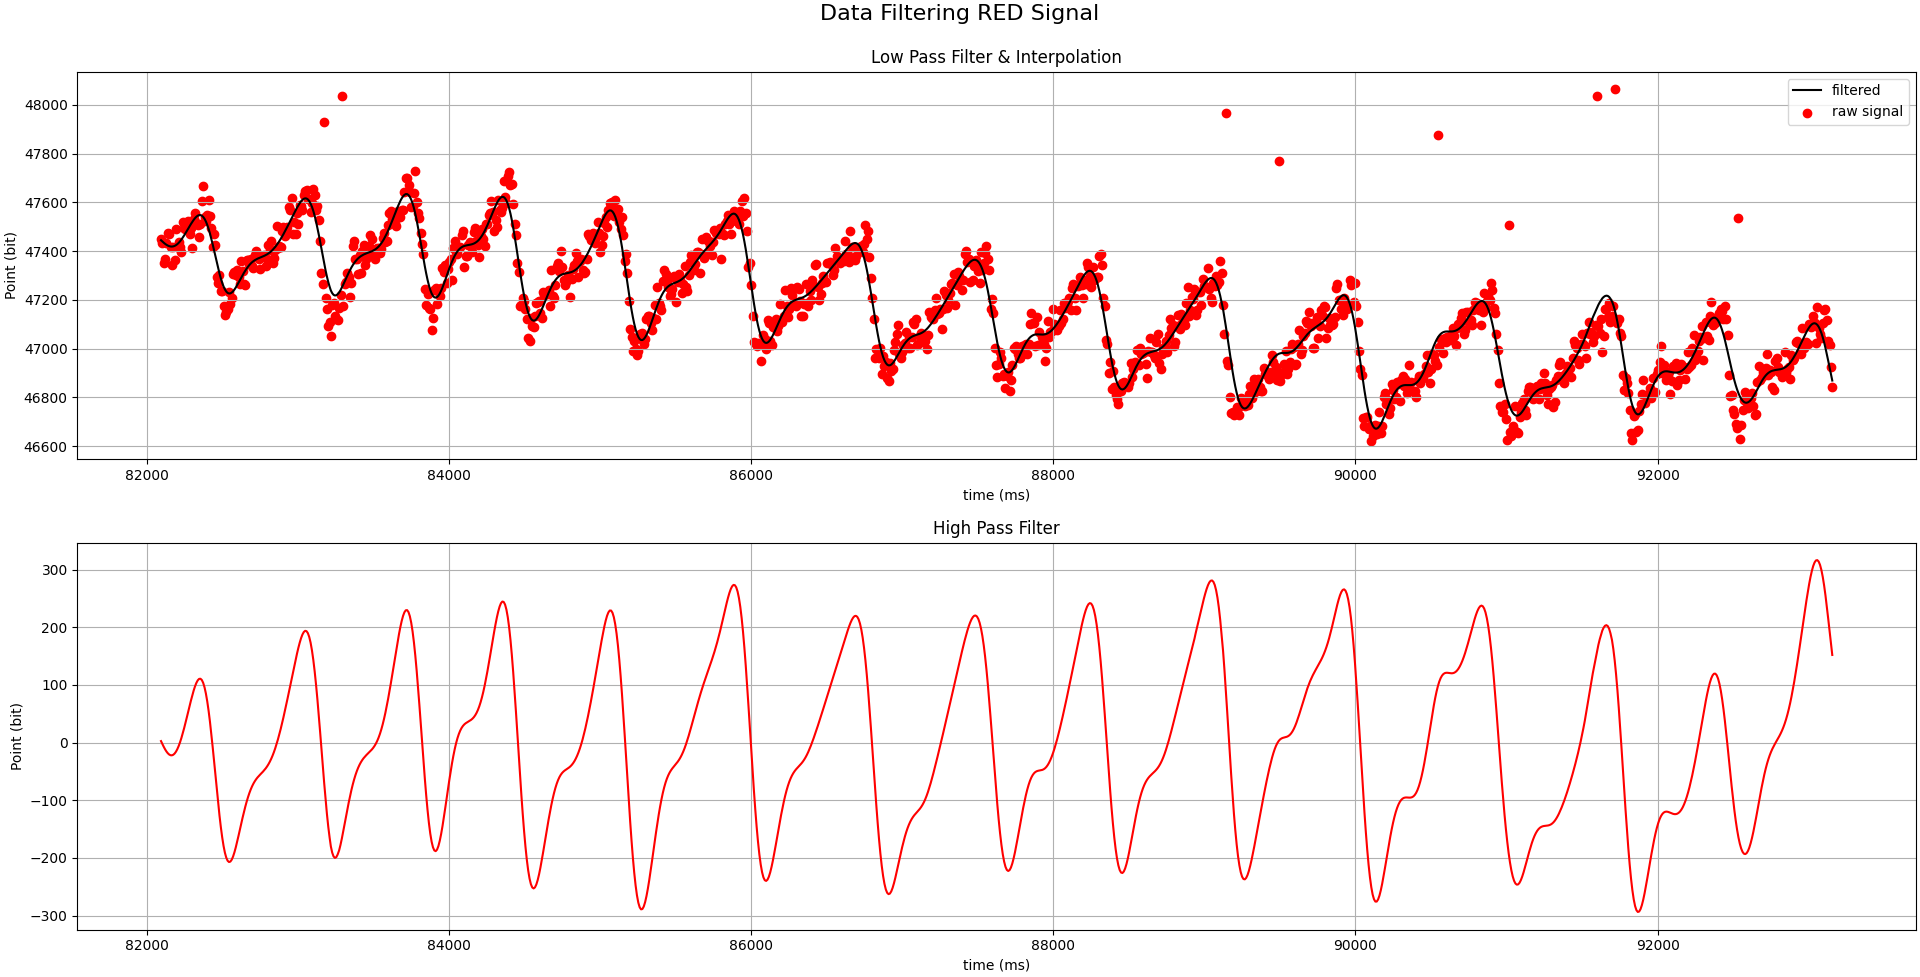 Data Filtering RED Signal
Low Pass Filter & Interpolation
Point (bit)
48000
47800
47600
47400
47200
47000
46800
46600
filtered
raw signal
82000 84000 86000 88000 90000 92000
time (ms)
High Pass Filter
Point (bit)
300
200
100
0
−100
−200
−300
82000 84000 86000 88000 90000 92000
time (ms)